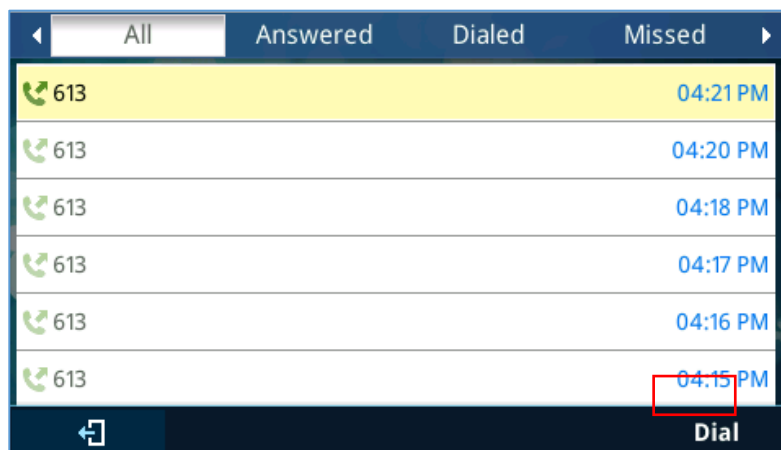 All Answered Dialed Missed
613 04:21 PM
613 04:20 PM
613 04:18 PM
613 04:17 PM
613 04:16 PM
613 04:15 PM
Dial